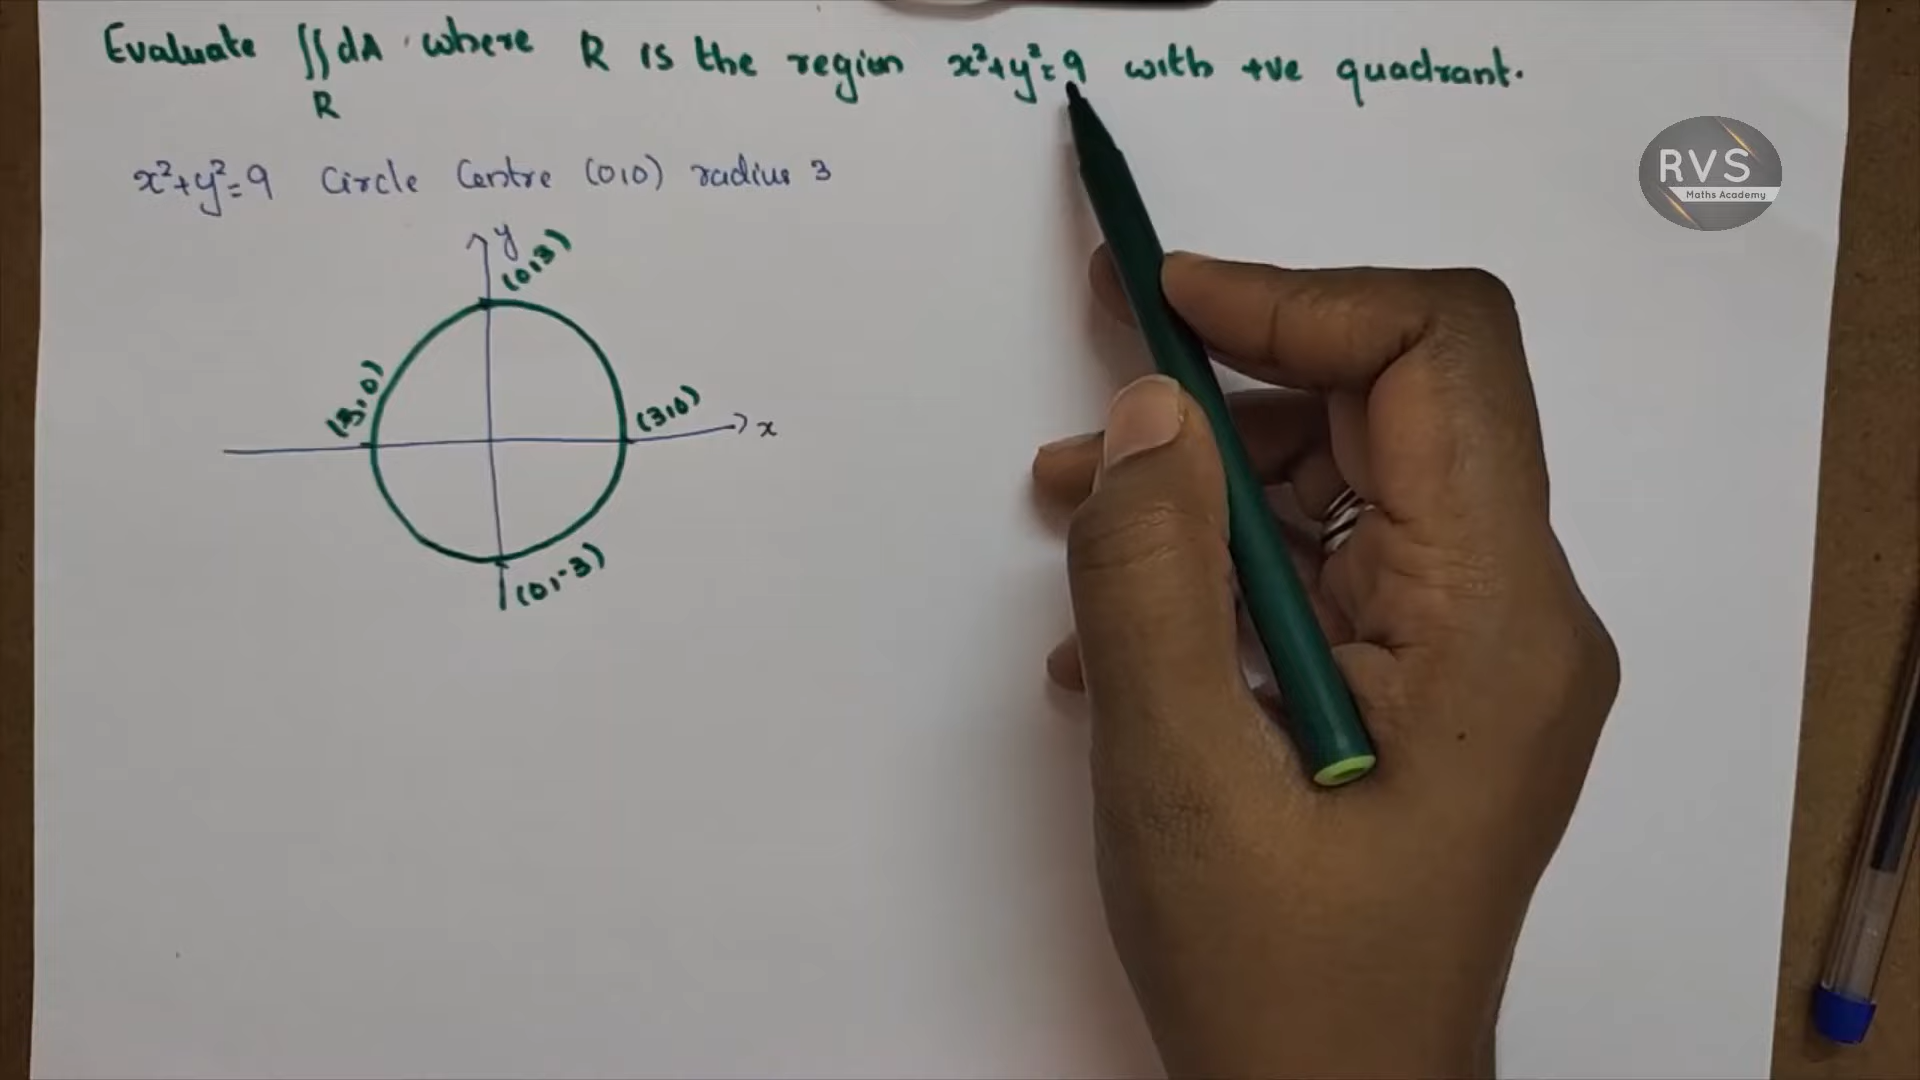 Evaluate ∬ dA where R is the region x²+y²=9 with +ve quadrant.
R
x²+y²=9 Circle Centre (0,0) radius 3
RVS
Maths Academy
y
(0,3)
(-3,0)
(3,0)
x
(0,-3)